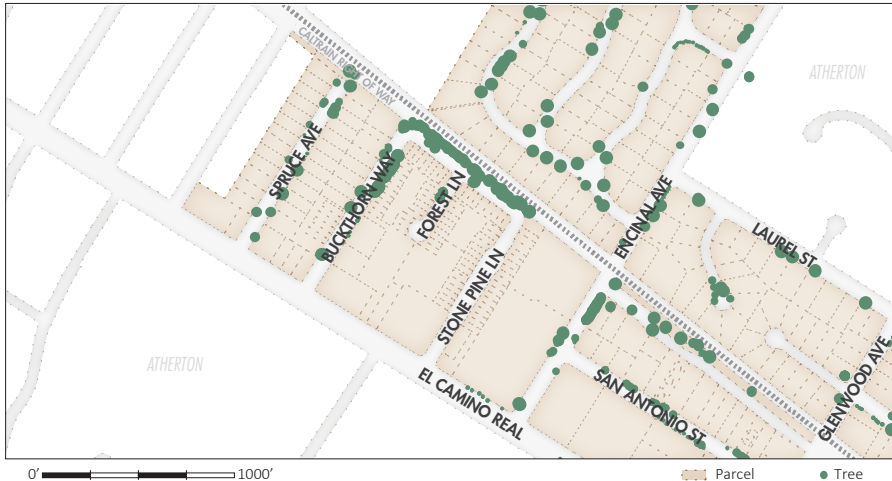 CALTRAIN RIGHT OF WAY
ATHERTON
SPRUCE AVE
BUCKTHORN WAY
FOREST LN
STONE PINE LN
ENCINAL AVE
LAUREL ST
ATHERTON
EL CAMINO REAL
SAN ANTONIO ST
GLENWOOD AVE
0' 1000' Parcel Tree